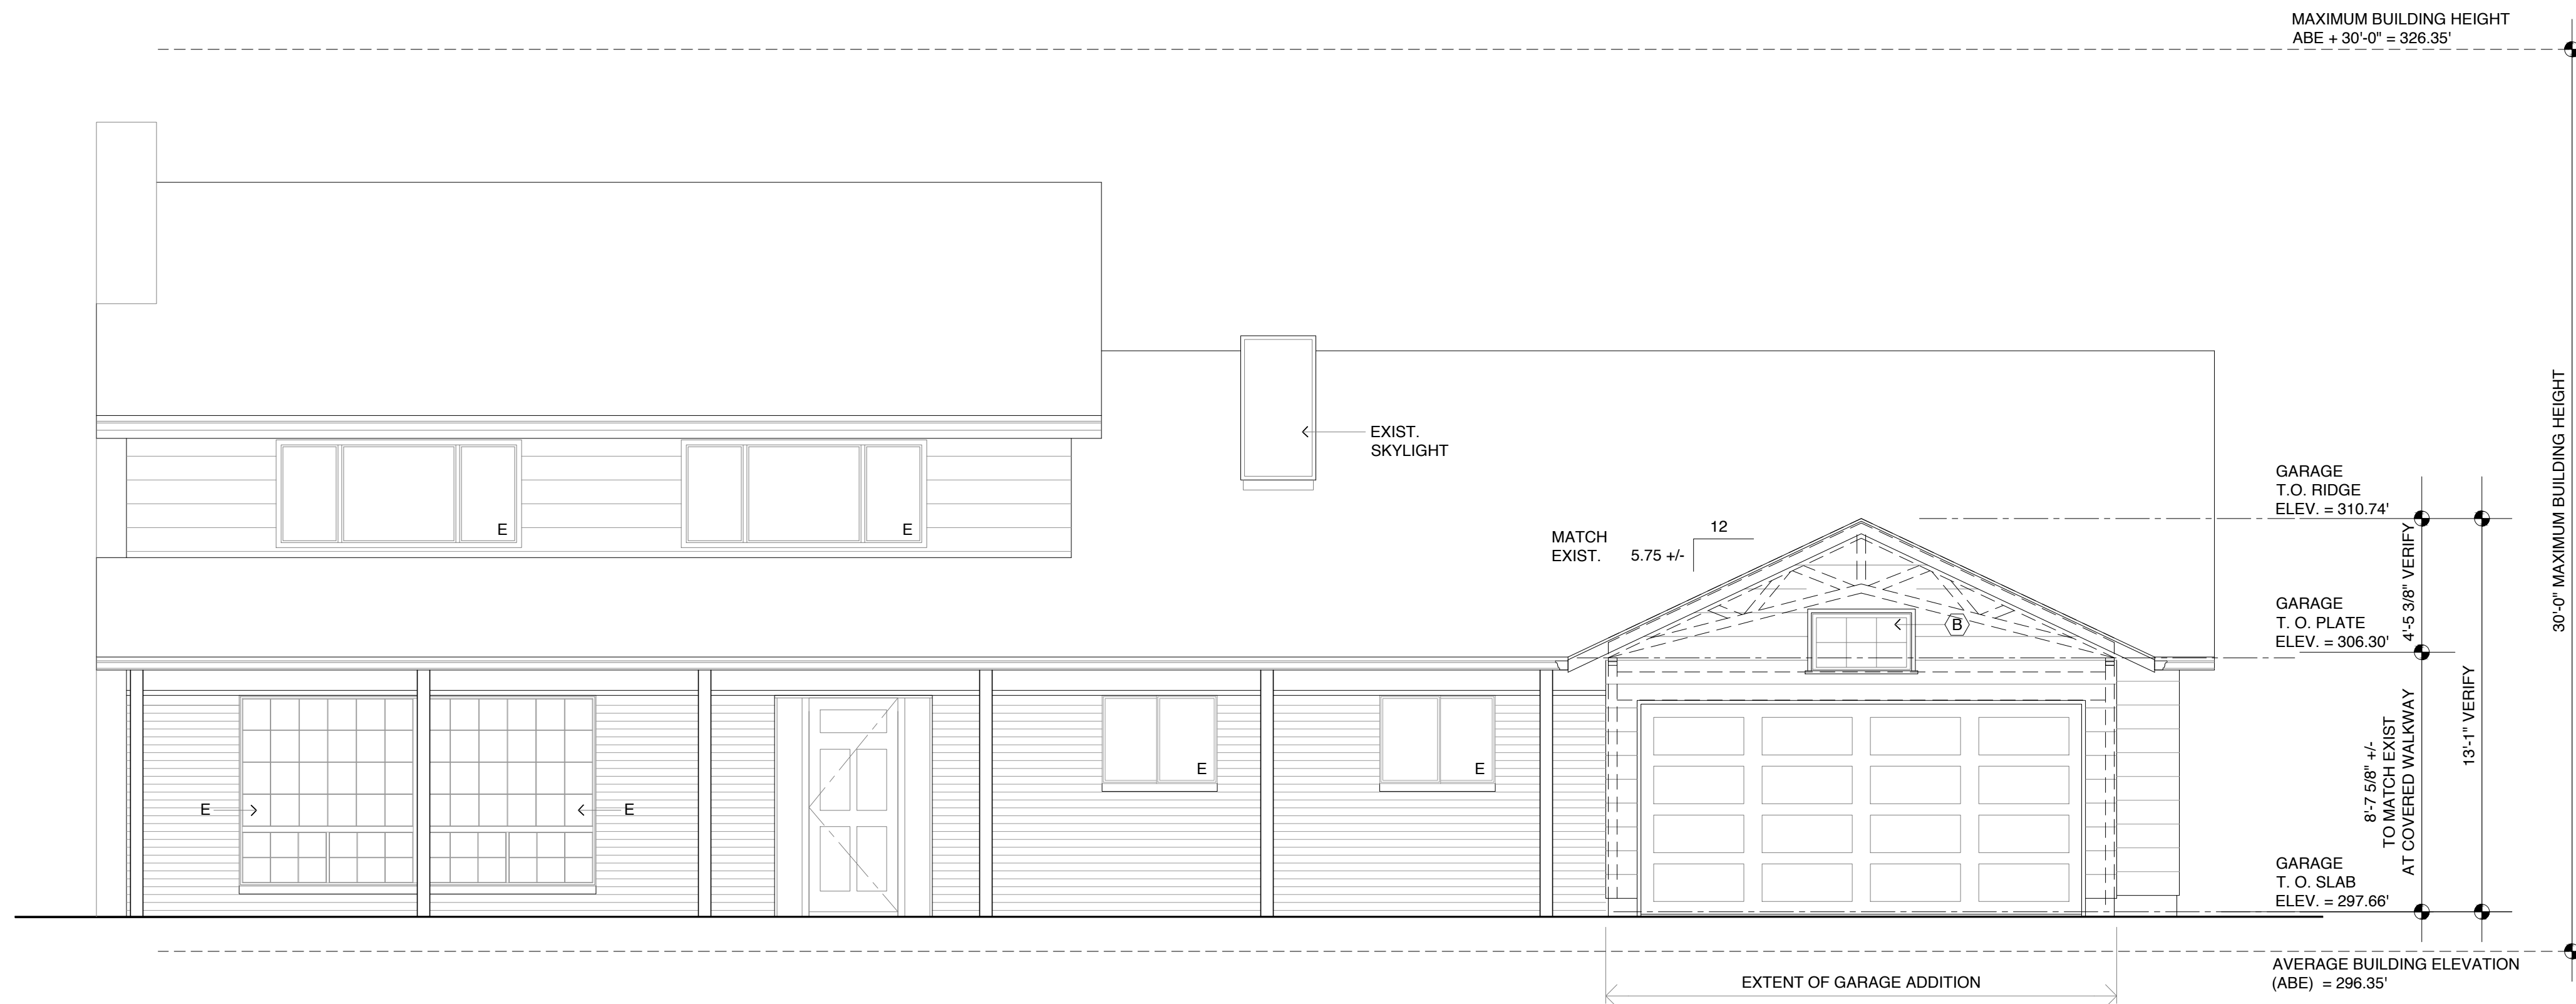 MAXIMUM BUILDING HEIGHT
ABE + 30'-0" = 326.35'
30'-0" MAXIMUM BUILDING HEIGHT
EXIST.
SKYLIGHT
E
E
MATCH
EXIST.
5.75 +/-
12
GARAGE
T.O. RIDGE
ELEV. = 310.74'
4'-5 3/8" VERIFY
B
GARAGE
T. O. PLATE
ELEV. = 306.30'
13'-1" VERIFY
8'-7 5/8" +/-
TO MATCH EXIST
AT COVERED WALKWAY
E
E
E
E
GARAGE
T. O. SLAB
ELEV. = 297.66'
AVERAGE BUILDING ELEVATION
(ABE) = 296.35'
EXTENT OF GARAGE ADDITION